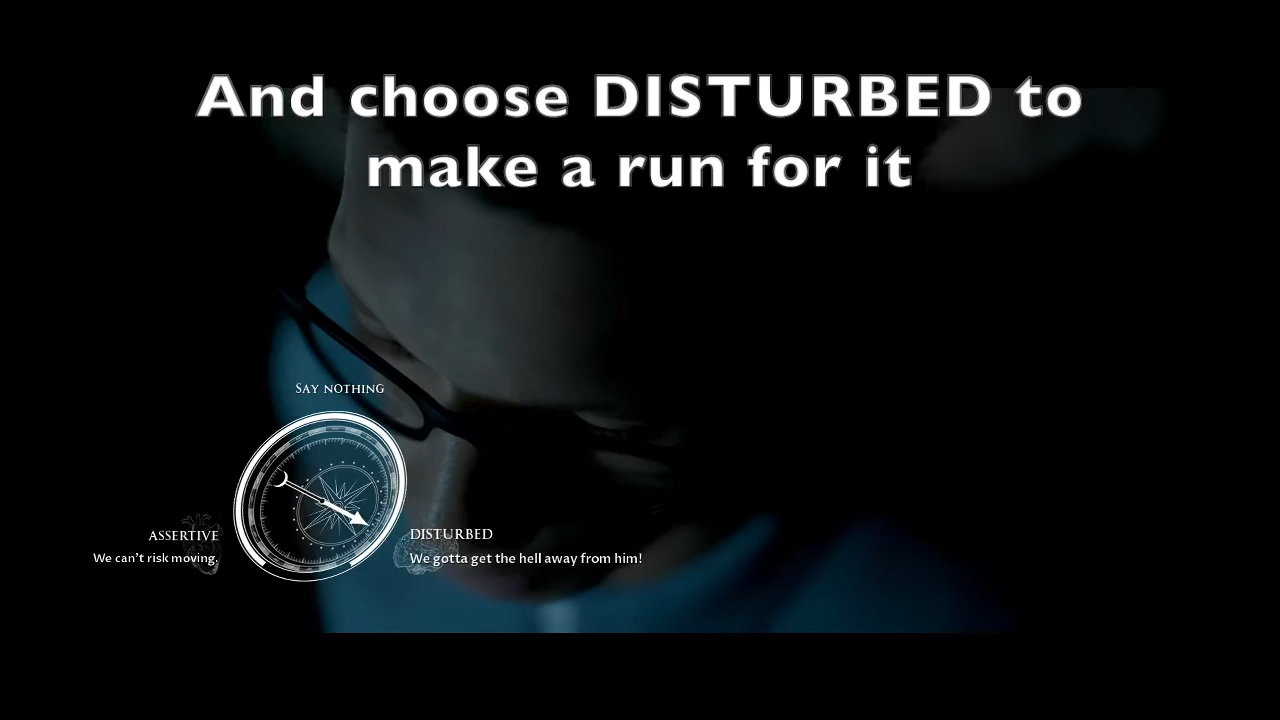 And choose DISTURBED to
make a run for it
SAY NOTHING
ASSERTIVE
We can't risk moving.
DISTURBED
We gotta get the hell away from him!